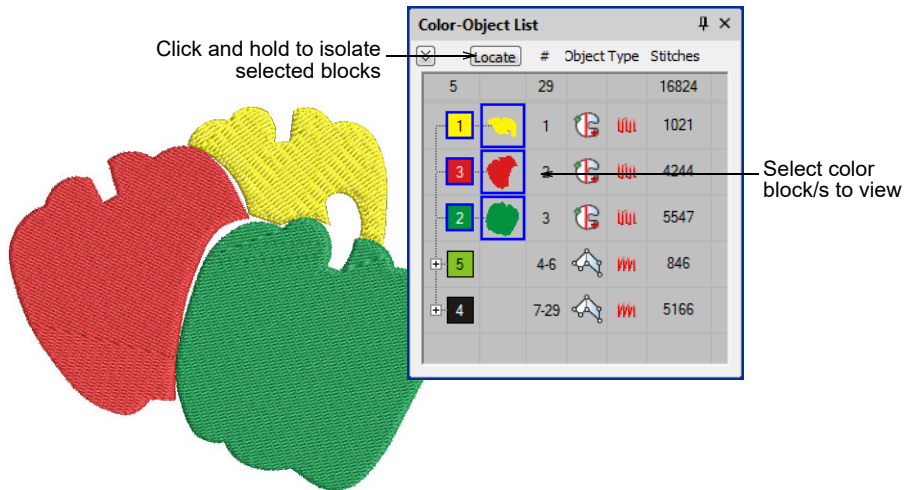 Color-Object List
Click and hold to isolate
selected blocks
Locate # Object Type Stitches
5 29 16824
1 1 1021
3 2 4244
Select color
block/s to view
2 3 5547
5 4-6 846
4 7-29 5166